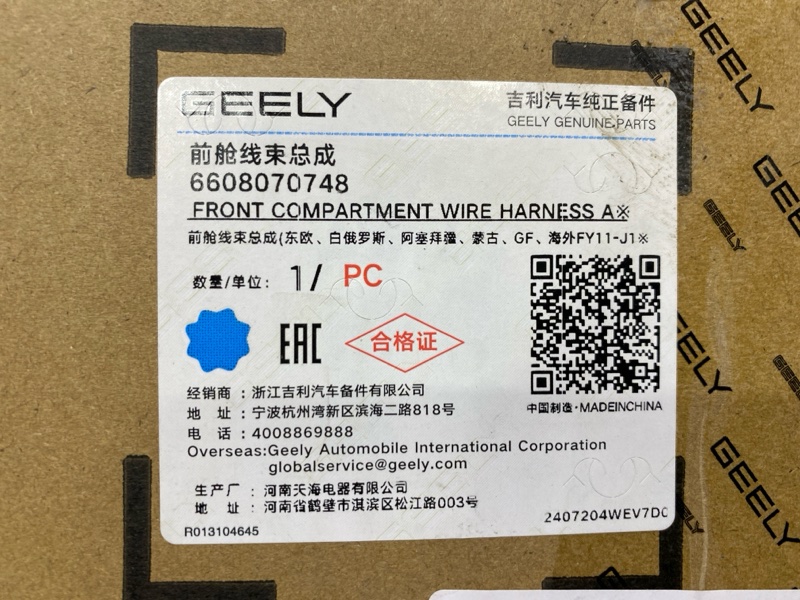 GEELY
吉利汽车纯正备件
GEELY GENUINE PARTS
前舱线束总成
6608070748
FRONT COMPARTMENT WIRE HARNESS A※
前舱线束总成(东欧、白俄罗斯、阿塞拜疆、蒙古、GF、海外FY11-J1※
数量/单位: 1/ PC
EAC
合格证
中国制造·MADEINCHINA
经销商:浙江吉利汽车备件有限公司
地 址:宁波杭州湾新区滨海二路818号
电 话:4008869888
Overseas:Geely Automobile International Corporation
globalservice@geely.com
生产厂:河南天海电器有限公司
地 址:河南省鹤壁市淇滨区松江路003号
R013104645
2407204WEV7DC
GEELY
GEELY
GEELY
GEELY
GEELY